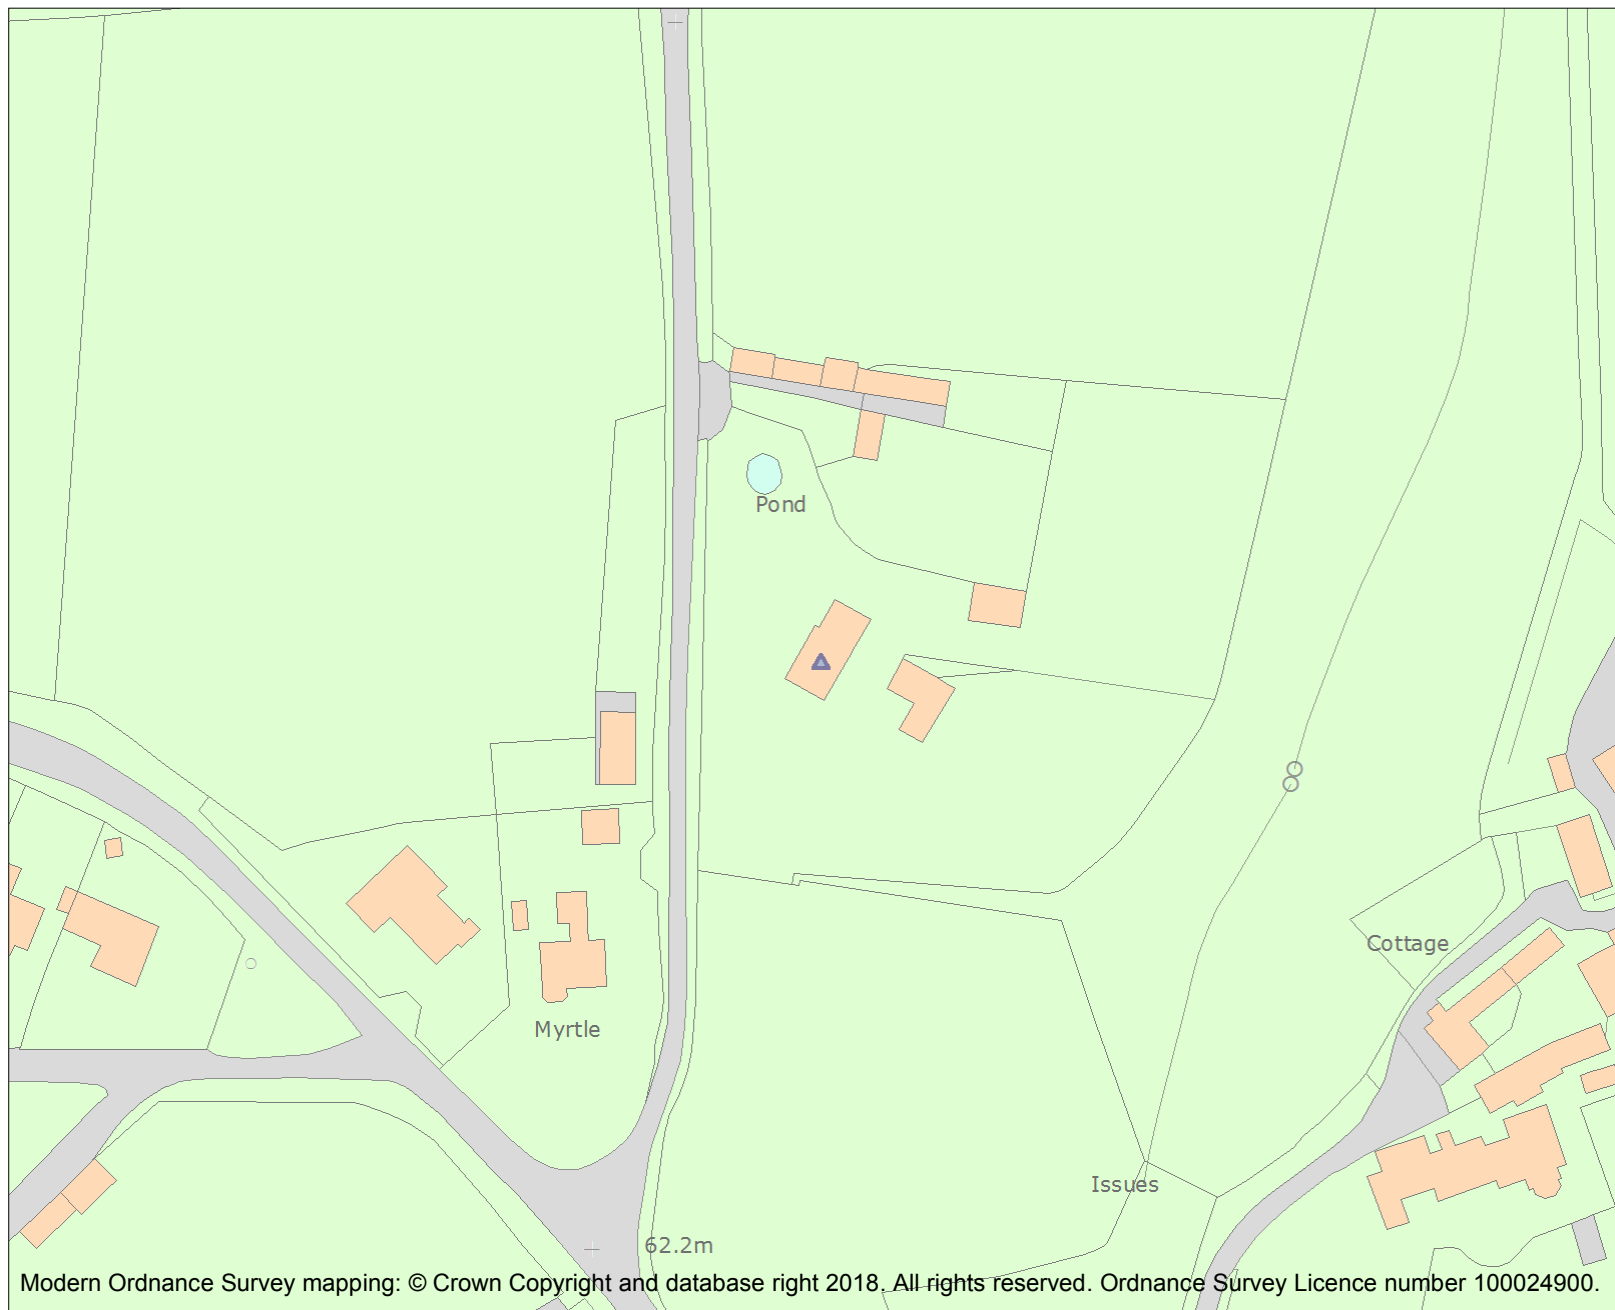 Pond
Cottage
Myrtle
Issues
62.2m
Modern Ordnance Survey mapping: © Crown Copyright and database right 2018. All rights reserved. Ordnance Survey Licence number 100024900.